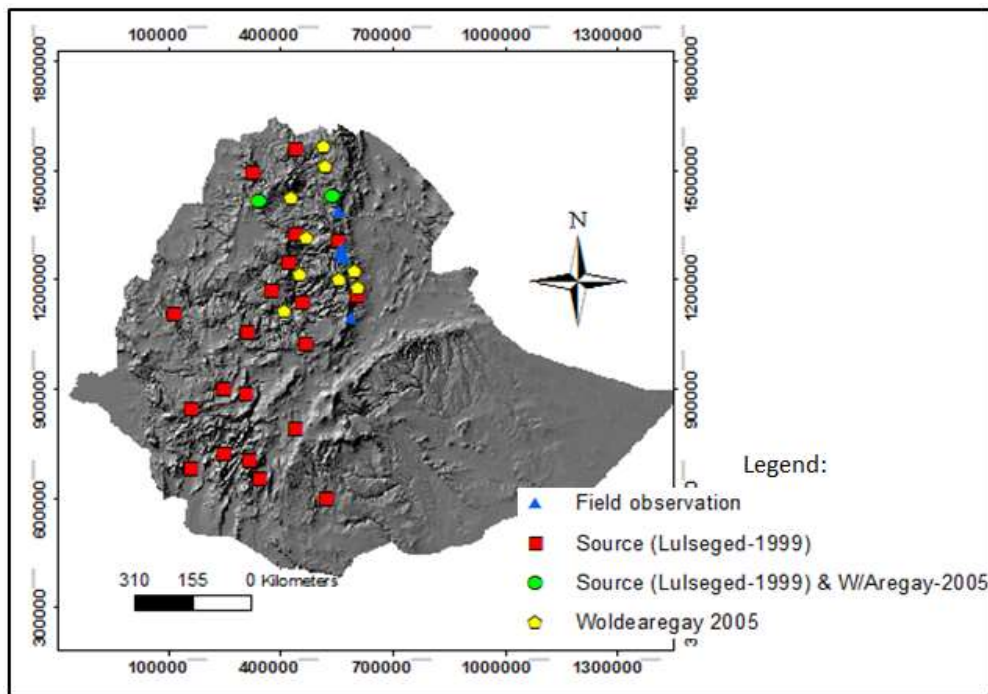 100000 400000 700000 1000000 1300000
1800000 1800000
1500000 1500000
N
1200000 1200000
900000 900000
Legend:
600000
Field observation
Source (Lulseged-1999)
310 155 0 Kilometers
Source (Lulseged-1999) & W/Aregay-2005
300000
Woldearegay 2005
100000 400000 700000 1000000 1300000